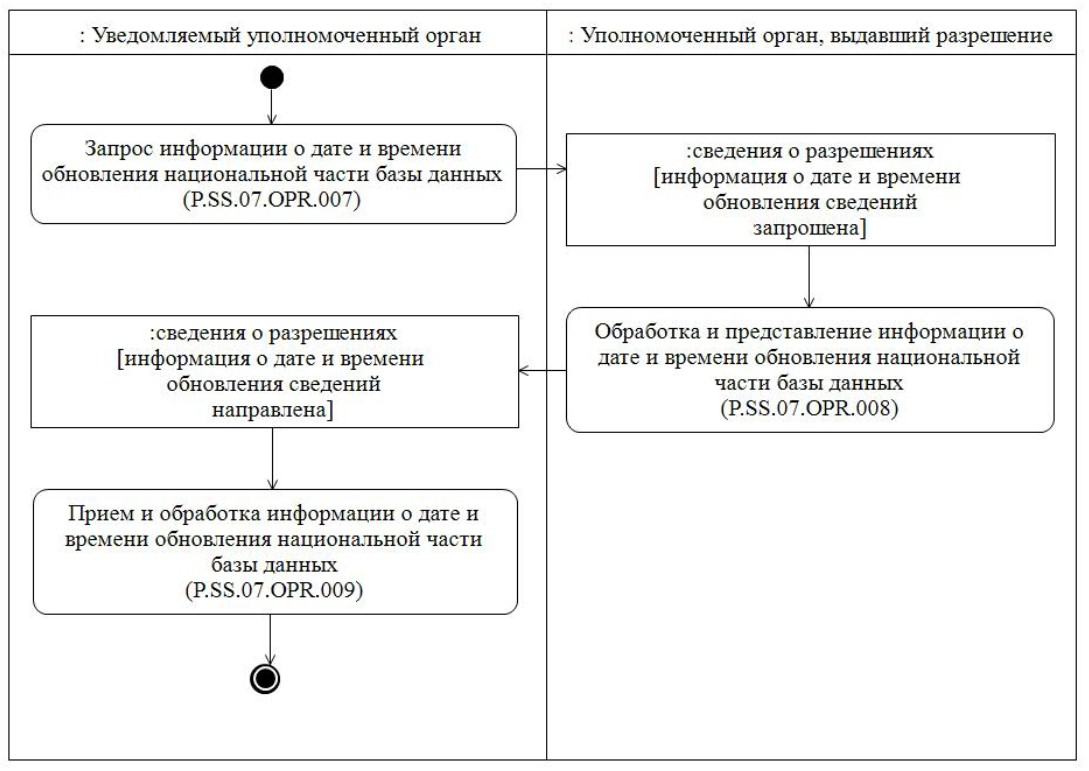 : Уведомляемый уполномоченный орган
: Уполномоченный орган, выдавший разрешение
Запрос информации о дате и времени
обновления национальной части базы данных
(P.SS.07.OPR.007)
:сведения о разрешениях
[информация о дате и времени
обновления сведений
запрошена]
Обработка и представление информации о
дате и времени обновления национальной
части базы данных
(P.SS.07.OPR.008)
:сведения о разрешениях
[информация о дате и времени
обновления сведений
направлена]
Прием и обработка информации о дате и
времени обновления национальной части
базы данных
(P.SS.07.OPR.009)